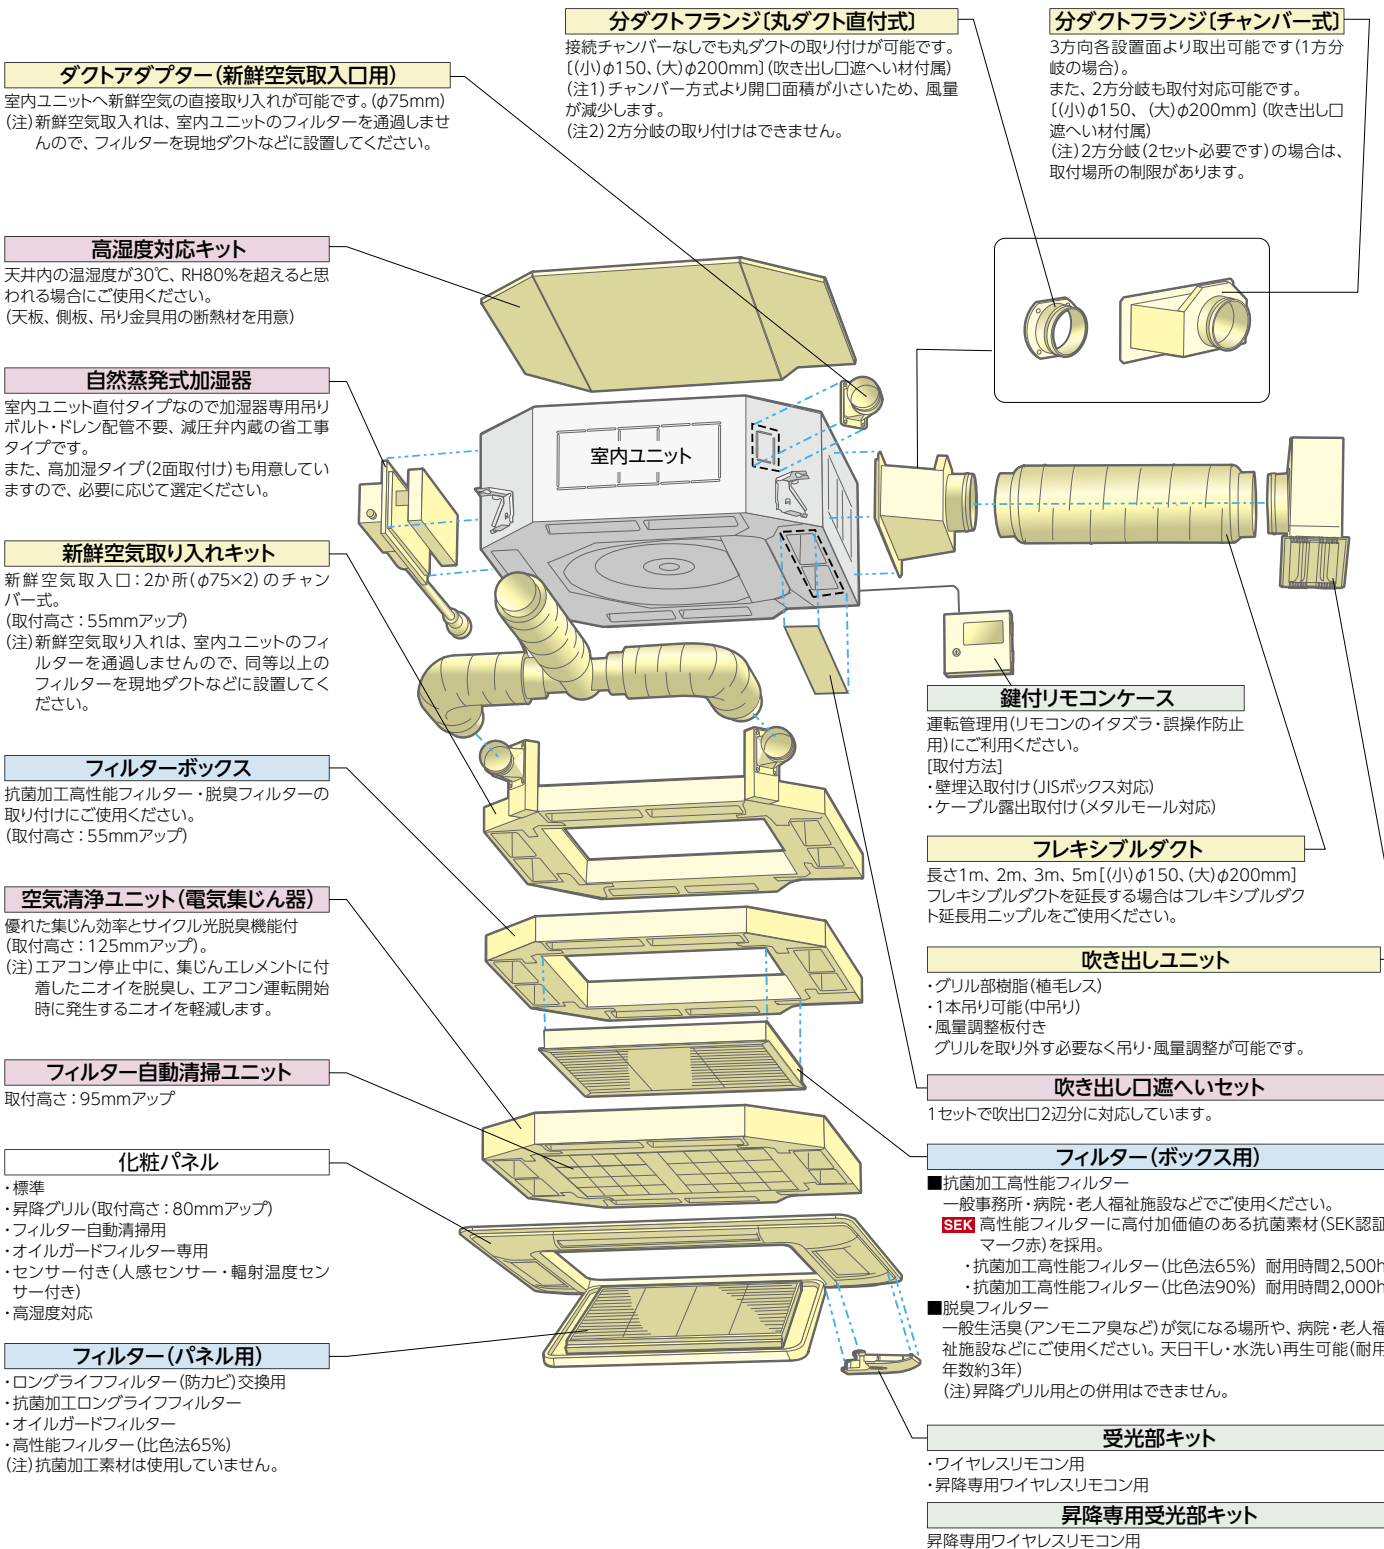 分ダクトフランジ〔丸ダクト直付式〕
接続チャンバーなしでも丸ダクトの取り付けが可能です。
〔(小)φ150、(大)φ200mm〕(吹き出し口遮へい材付属)
(注1)チャンバー方式より開口面積が小さいため、風量
が減少します。
(注2)2方分岐の取り付けはできません。
分ダクトフランジ〔チャンバー式〕
3方向各設置面より取出可能です(1方分
岐の場合)。
また、2方分岐も取付対応可能です。
〔(小)φ150、(大)φ200mm〕(吹き出し口
遮へい材付属)
(注)2方分岐(2セット必要です)の場合は、
取付場所の制限があります。
ダクトアダプター(新鮮空気取入口用)
室内ユニットへ新鮮空気の直接取り入れが可能です。(φ75mm)
(注)新鮮空気取入れは、室内ユニットのフィルターを通過しませ
んので、フィルターを現地ダクトなどに設置してください。
高湿度対応キット
天井内の温湿度が30℃、RH80%を超えると思
われる場合にご使用ください。
(天板、側板、吊り金具用の断熱材を用意)
自然蒸発式加湿器
室内ユニット直付タイプなので加湿器専用吊り
ボルト・ドレン配管不要、減圧弁内蔵の省工事
タイプです。
また、高加湿タイプ(2面取付け)も用意してい
ますので、必要に応じて選定ください。
室内ユニット
新鮮空気取り入れキット
新鮮空気取入口：2か所(φ75×2)のチャン
バー式。
(取付高さ：55mmアップ)
(注)新鮮空気取り入れは、室内ユニットのフィ
ルターを通過しませんので、同等以上の
フィルターを現地ダクトなどに設置してく
ださい。
フィルターボックス
抗菌加工高性能フィルター・脱臭フィルターの
取り付けにご使用ください。
(取付高さ：55mmアップ)
空気清浄ユニット(電気集じん器)
優れた集じん効率とサイクル光脱臭機能付
(取付高さ：125mmアップ)。
(注)エアコン停止中に、集じんエレメントに付
着したニオイを脱臭し、エアコン運転開始
時に発生するニオイを軽減します。
フィルター自動清掃ユニット
取付高さ：95mmアップ
化粧パネル
・標準
・昇降グリル(取付高さ：80mmアップ)
・フィルター自動清掃用
・オイルガードフィルター専用
・センサー付き(人感センサー・輻射温度セン
サー付き)
・高湿度対応
フィルター(パネル用)
・ロングライフフィルター(防カビ)交換用
・抗菌加工ロングライフフィルター
・オイルガードフィルター
・高性能フィルター(比色法65%)
(注)抗菌加工素材は使用していません。
鍵付リモコンケース
運転管理用(リモコンのイタズラ・誤操作防止
用)にご利用ください。
[取付方法]
・壁埋込取付け(JISボックス対応)
・ケーブル露出取付け(メタルモール対応)
フレキシブルダクト
長さ1m、2m、3m、5m[(小)φ150、(大)φ200mm]
フレキシブルダクトを延長する場合はフレキシブルダク
ト延長用ニップルをご使用ください。
吹き出しユニット
・グリル部樹脂(植毛レス)
・1本吊り可能(中吊り)
・風量調整板付き
グリルを取り外す必要なく吊り・風量調整が可能です。
吹き出し口遮へいセット
1セットで吹出口2辺分に対応しています。
フィルター(ボックス用)
■抗菌加工高性能フィルター
一般事務所・病院・老人福祉施設などでご使用ください。
SEK 高性能フィルターに高付加価値のある抗菌素材(SEK認証
マーク赤)を採用。
・抗菌加工高性能フィルター(比色法65%) 耐用時間2,500h
・抗菌加工高性能フィルター(比色法90%) 耐用時間2,000h
■脱臭フィルター
一般生活臭(アンモニア臭など)が気になる場所や、病院・老人福
祉施設などにご使用ください。天日干し・水洗い再生可能(耐用
年数約3年)
(注)昇降グリル用との併用はできません。
受光部キット
・ワイヤレスリモコン用
・昇降専用ワイヤレスリモコン用
昇降専用受光部キット
昇降専用ワイヤレスリモコン用